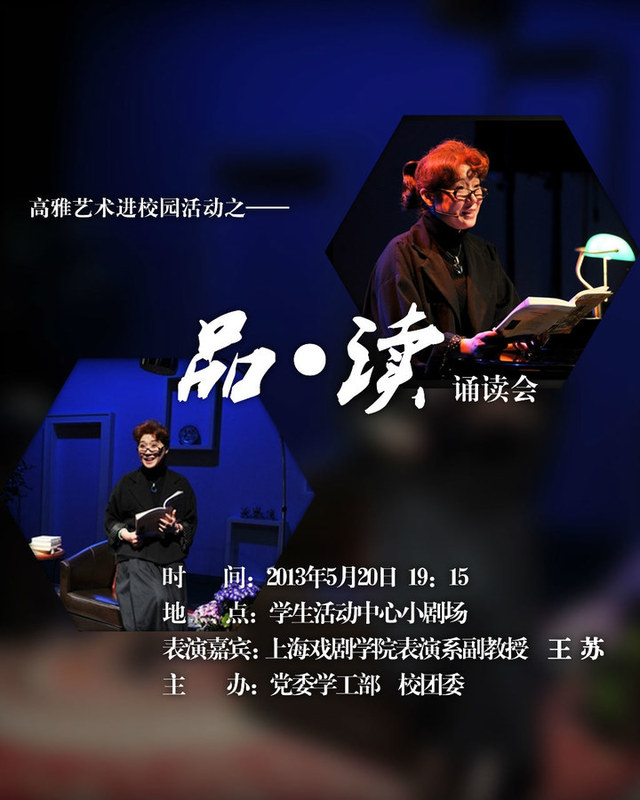 高雅艺术进校园活动之——
品·读 诵读会
时 间：2013年5月20日 19：15
地 点：学生活动中心小剧场
表演嘉宾：上海戏剧学院表演系副教授 王 苏
主 办：党委学工部 校团委